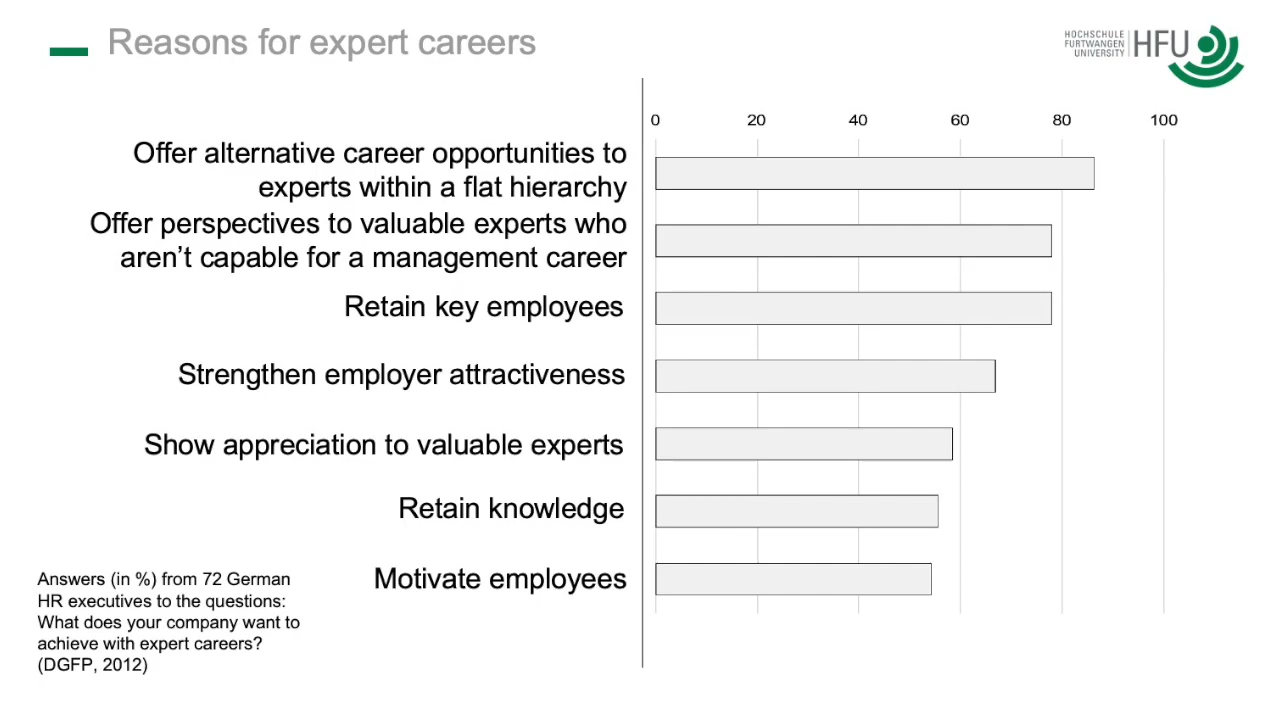 Reasons for expert careers
HOCHSCHULE
FURTWANGEN
UNIVERSITY
HFU
0 20 40 60 80 100
Offer alternative career opportunities to
experts within a flat hierarchy
Offer perspectives to valuable experts who
aren’t capable for a management career
Retain key employees
Strengthen employer attractiveness
Show appreciation to valuable experts
Retain knowledge
Motivate employees
Answers (in %) from 72 German
HR executives to the questions:
What does your company want to
achieve with expert careers?
(DGFP, 2012)